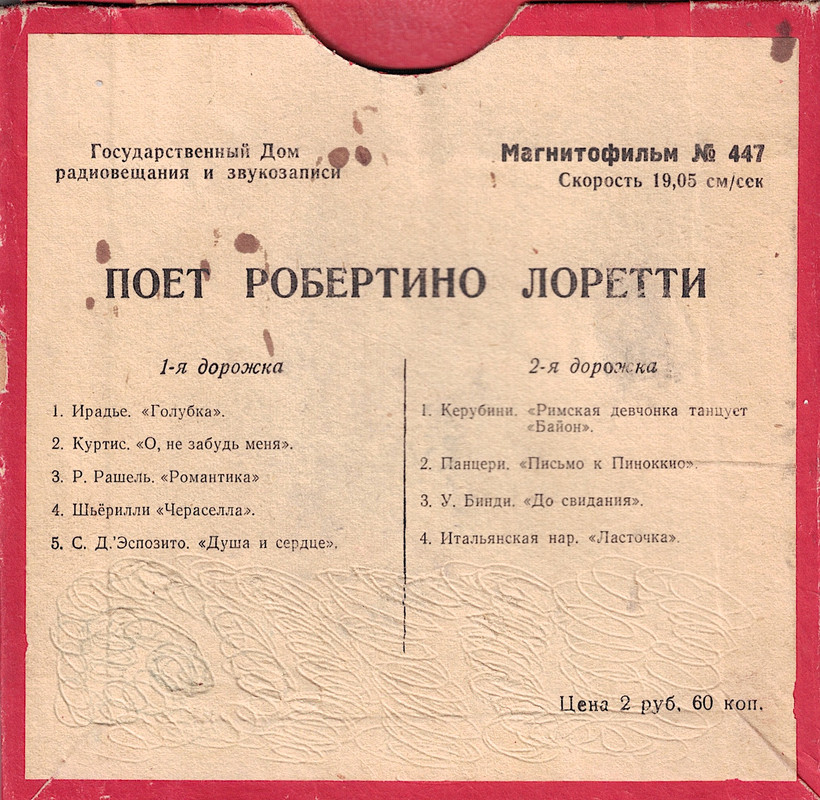 Государственный Дом
радиовещания и звукозаписи
Магнитофильм № 447
Скорость 19,05 см/сек
ПОЕТ РОБЕРТИНО ЛОРЕТТИ
1-я дорожка
1. Ирадье. «Голубка».
2. Куртис. «О, не забудь меня».
3. Р. Рашель. «Романтика»
4. Шьёрилли «Черaселла».
5. С. Д.'Эспозито. «Душа и сердце».
2-я дорожка
1. Керубини. «Римская девчонка танцует
«Байон».
2. Панцери. «Письмо к Пиноккио».
3. У. Бинди. «До свидания».
4. Итальянская нар. «Ласточка».
Цена 2 руб. 60 коп.